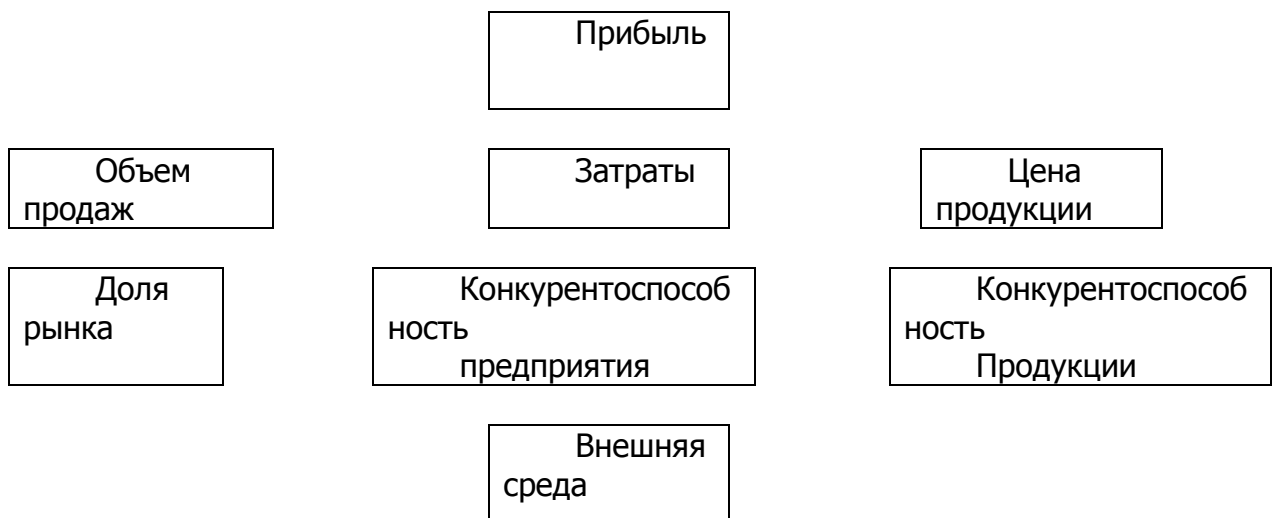 Прибыль
Объем
продаж
Затраты
Цена
продукции
Доля
рынка
Конкурентоспособ
ность
предприятия
Конкурентоспособ
ность
Продукции
Внешняя
среда